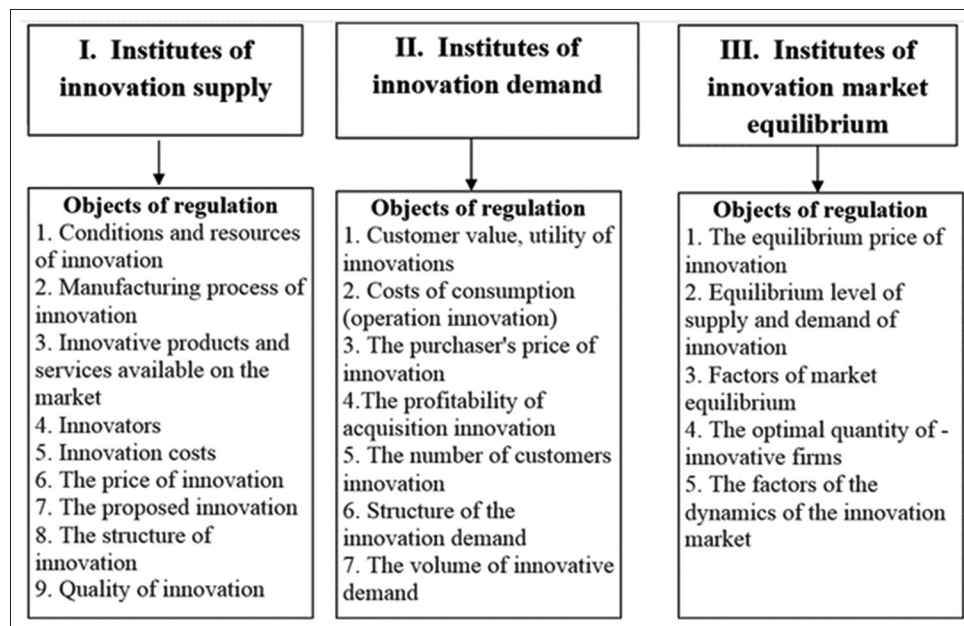 I. Institutes of
innovation supply
Objects of regulation
1. Conditions and resources
of innovation
2. Manufacturing process of
innovation
3. Innovative products and
services available on the
market
4. Innovators
5. Innovation costs
6. The price of innovation
7. The proposed innovation
8. The structure of
innovation
9. Quality of innovation
II. Institutes of
innovation demand
Objects of regulation
1. Customer value, utility of
innovations
2. Costs of consumption
(operation innovation)
3. The purchaser's price of
innovation
4.The profitability of
acquisition innovation
5. The number of customers
innovation
6. Structure of the
innovation demand
7. The volume of innovative
demand
III. Institutes of
innovation market
equilibrium
Objects of regulation
1. The equilibrium price of
innovation
2. Equilibrium level of
supply and demand of
innovation
3. Factors of market
equilibrium
4. The optimal quantity of -
innovative firms
5. The factors of the
dynamics of the innovation
market